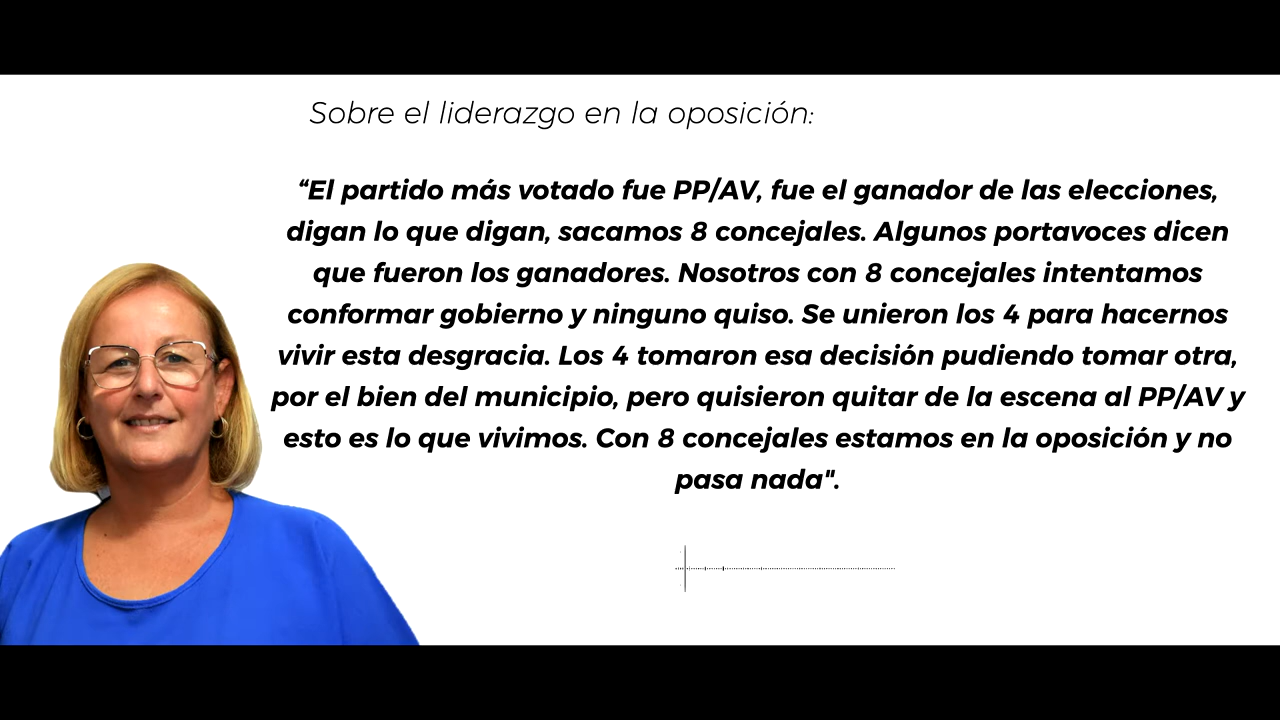 Sobre el liderazgo en la oposición:
“El partido más votado fue PP/AV, fue el ganador de las elecciones,
digan lo que digan, sacamos 8 concejales. Algunos portavoces dicen
que fueron los ganadores. Nosotros con 8 concejales intentamos
conformar gobierno y ninguno quiso. Se unieron los 4 para hacernos
vivir esta desgracia. Los 4 tomaron esa decisión pudiendo tomar otra,
por el bien del municipio, pero quisieron quitar de la escena al PP/AV y
esto es lo que vivimos. Con 8 concejales estamos en la oposición y no
pasa nada".